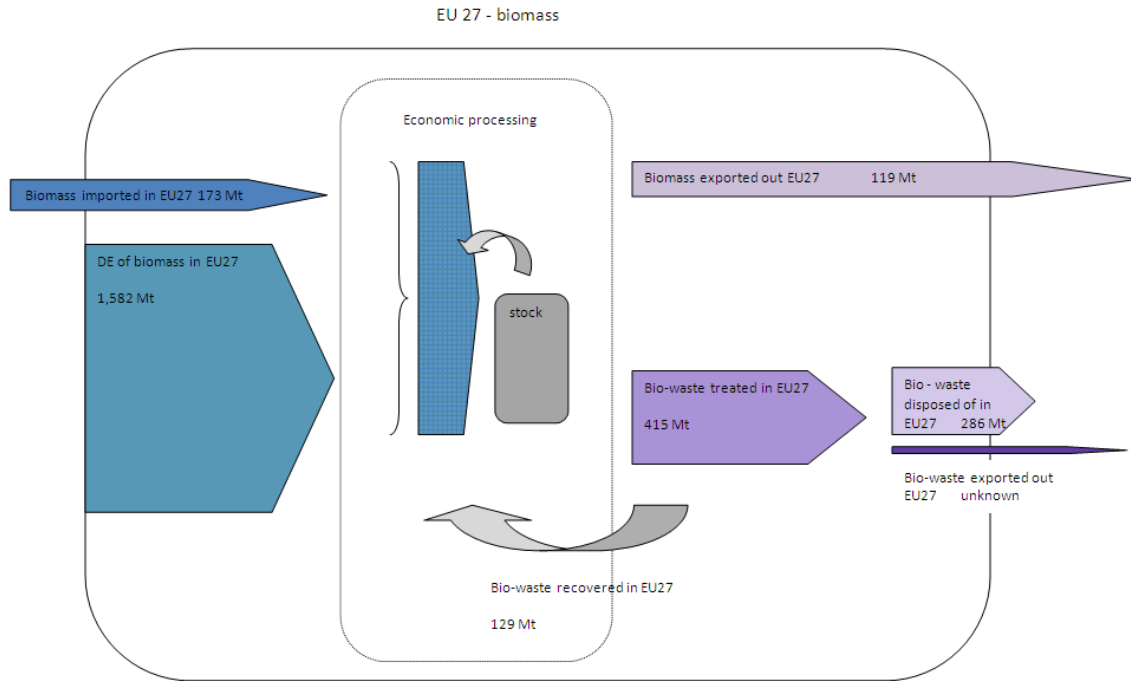 EU 27 - biomass
Economic processing
Biomass imported in EU27 173 Mt
Biomass exported out EU27 119 Mt
DE of biomass in EU27
1,582 Mt
stock
Bio-waste treated in EU27
415 Mt
Bio - waste
disposed of in
EU27 286 Mt
Bio-waste exported out
EU27 unknown
Bio-waste recovered in EU27
129 Mt